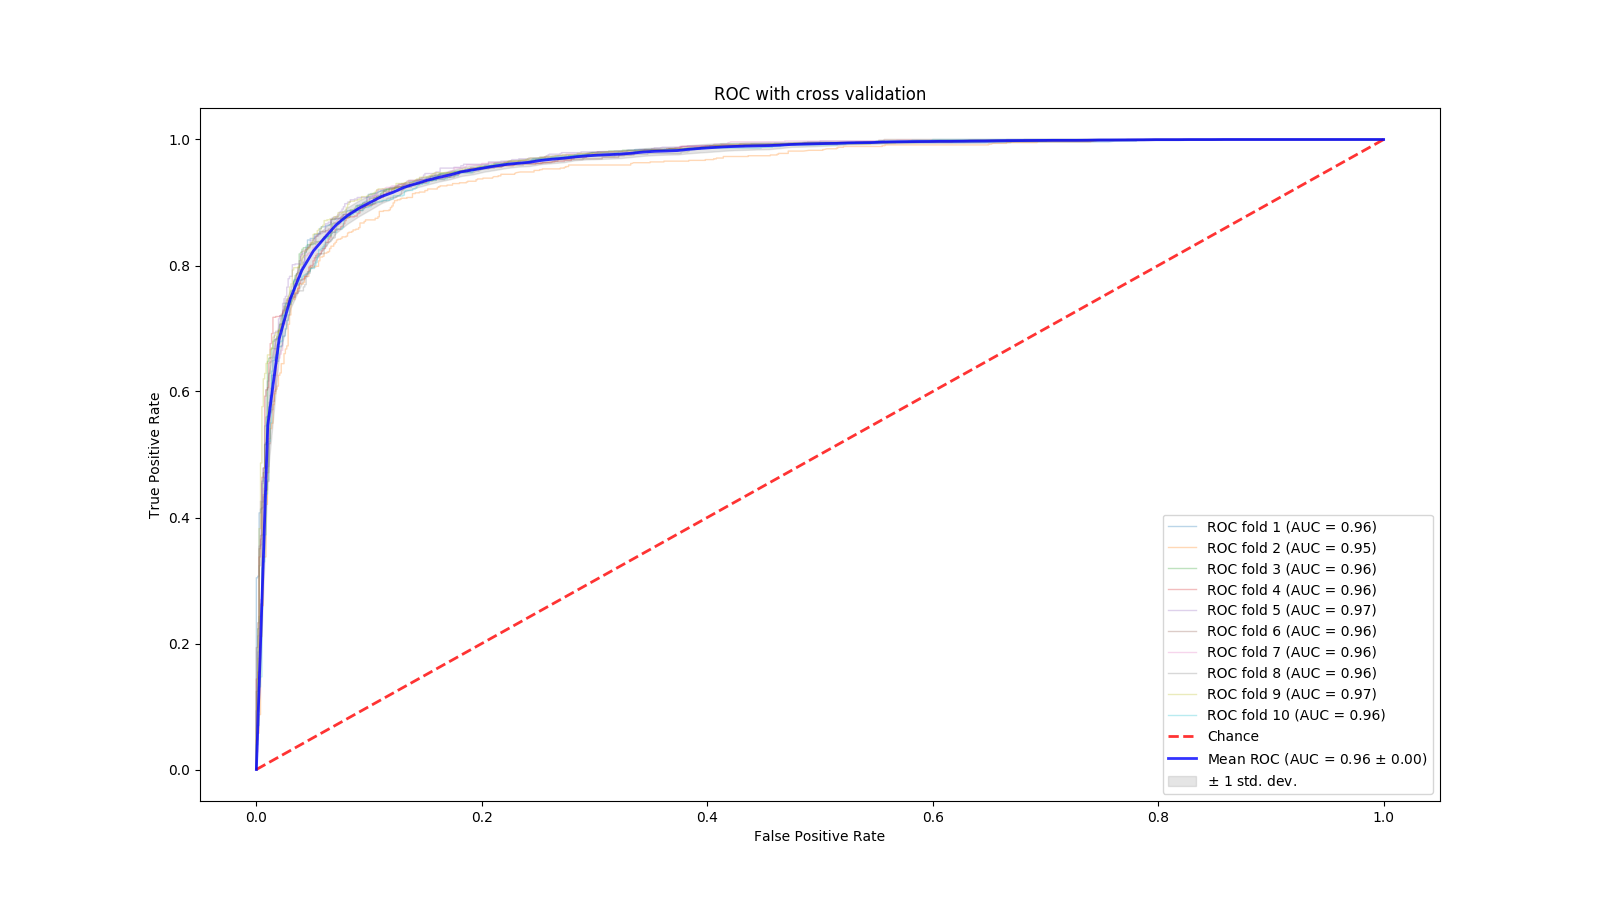 ROC with cross validation
1.0
0.8
0.6
0.4
0.2
0.0
True Positive Rate
0.0 0.2 0.4 0.6 0.8 1.0
False Positive Rate
ROC fold 1 (AUC = 0.96)
ROC fold 2 (AUC = 0.95)
ROC fold 3 (AUC = 0.96)
ROC fold 4 (AUC = 0.96)
ROC fold 5 (AUC = 0.97)
ROC fold 6 (AUC = 0.96)
ROC fold 7 (AUC = 0.96)
ROC fold 8 (AUC = 0.96)
ROC fold 9 (AUC = 0.97)
ROC fold 10 (AUC = 0.96)
Chance
Mean ROC (AUC = 0.96 ± 0.00)
± 1 std. dev.